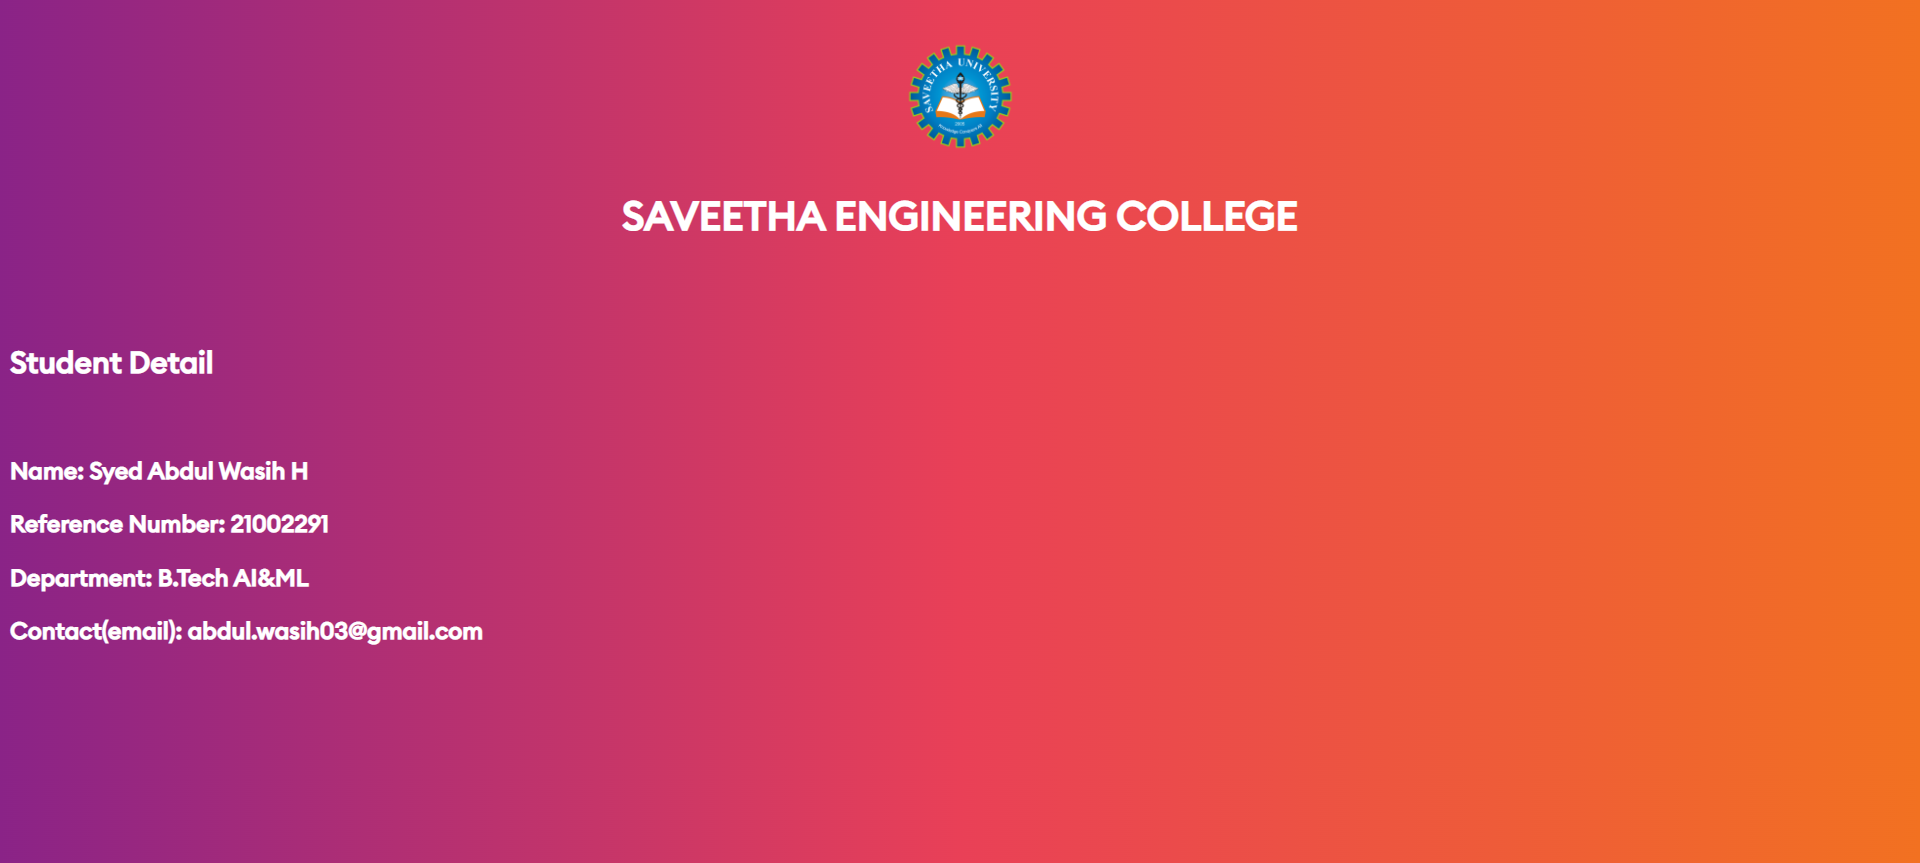 SAVEETHA UNIVERSITY
2005
SAVEETHA ENGINEERING COLLEGE
Student Detail
Name: Syed Abdul Wasih H
Reference Number: 21002291
Department: B.Tech AI&ML
Contact(email): abdul.wasih03@gmail.com